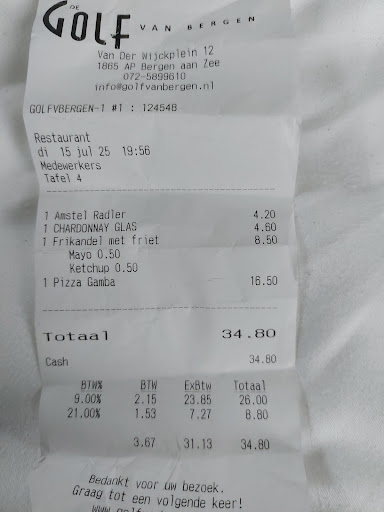 DE
GOLF VAN BERGEN
Van Der Wijckplein 12
1865 AP Bergen aan Zee
072-5899610
info@golfvanbergen.nl
GOLFVBERGEN-1 #1 : 124548
Restaurant
di 15 jul 25 19:56
Medewerkers
Tafel 4
1 Amstel Radler 4.20
1 CHARDONNAY GLAS 4.60
1 Frikandel met friet 8.50
Mayo 0.50
Ketchup 0.50
1 Pizza Gamba 16.50
Totaal 34.80
Cash 34.80
BTW% BTW ExBtw Totaal
9.00% 2.15 23.85 26.00
21.00% 1.53 7.27 8.80
3.67 31.13 34.80
Bedankt voor uw bezoek.
Graag tot een volgende keer!